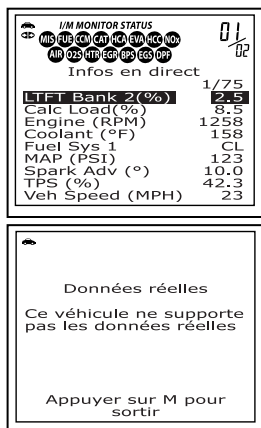 I/M MONITOR STATUS
MIS FUE CCM CAT HCA EVA HCC NOx
AIR O2S HTR EGR BPS EGS DPF
01/02
Infos en direct
1/75
LTFT Bank 2(%) 2.5
Calc Load(%) 8.5
Engine (RPM) 1258
Coolant (°F) 158
Fuel Sys 1 CL
MAP (PSI) 123
Spark Adv (°) 10.0
TPS (%) 42.3
Veh Speed (MPH) 23
Données réelles
Ce véhicule ne supporte
pas les données réelles
Appuyer sur M pour
sortir